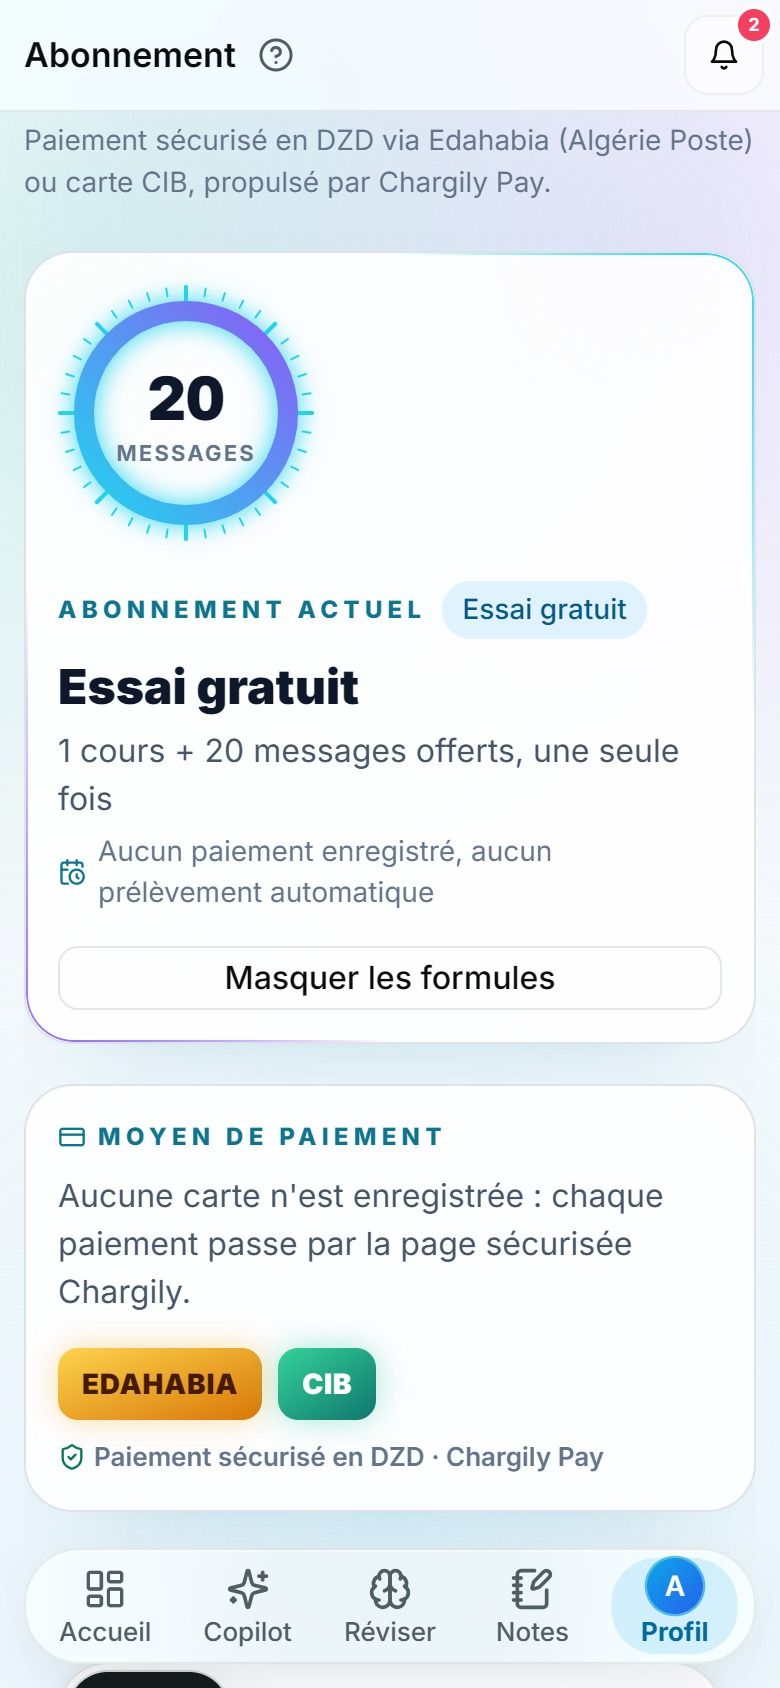 Abonnement
2
Paiement sécurisé en DZD via Edahabia (Algérie Poste)
ou carte CIB, propulsé par Chargily Pay.
20
MESSAGES
ABONNEMENT ACTUEL Essai gratuit
Essai gratuit
1 cours + 20 messages offerts, une seule
fois
Aucun paiement enregistré, aucun
prélèvement automatique
Masquer les formules
MOYEN DE PAIEMENT
Aucune carte n'est enregistrée : chaque
paiement passe par la page sécurisée
Chargily.
EDAHABIA CIB
Paiement sécurisé en DZD · Chargily Pay
A
Accueil Copilot Réviser Notes Profil